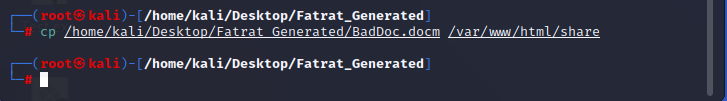 ┌──(root㉿kali)-[/home/kali/Desktop/Fatrat_Generated]
└─# cp /home/kali/Desktop/Fatrat_Generated/BadDoc.docm /var/www/html/share
┌──(root㉿kali)-[/home/kali/Desktop/Fatrat_Generated]
└─#